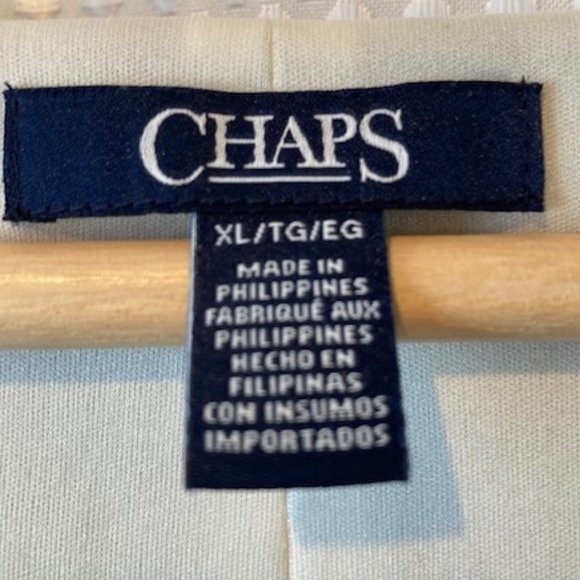 CHAPS
XL/TG/EG
MADE IN
PHILIPPINES
FABRIQUÉ AUX
PHILIPPINES
HECHO EN
FILIPINAS
CON INSUMOS
IMPORTADOS